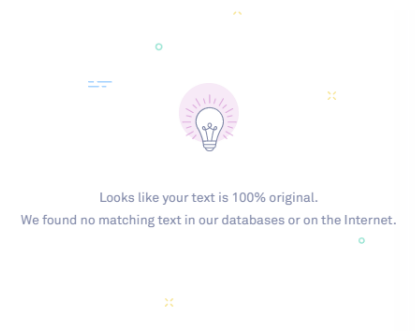 Looks like your text is 100% original.
We found no matching text in our databases or on the Internet.